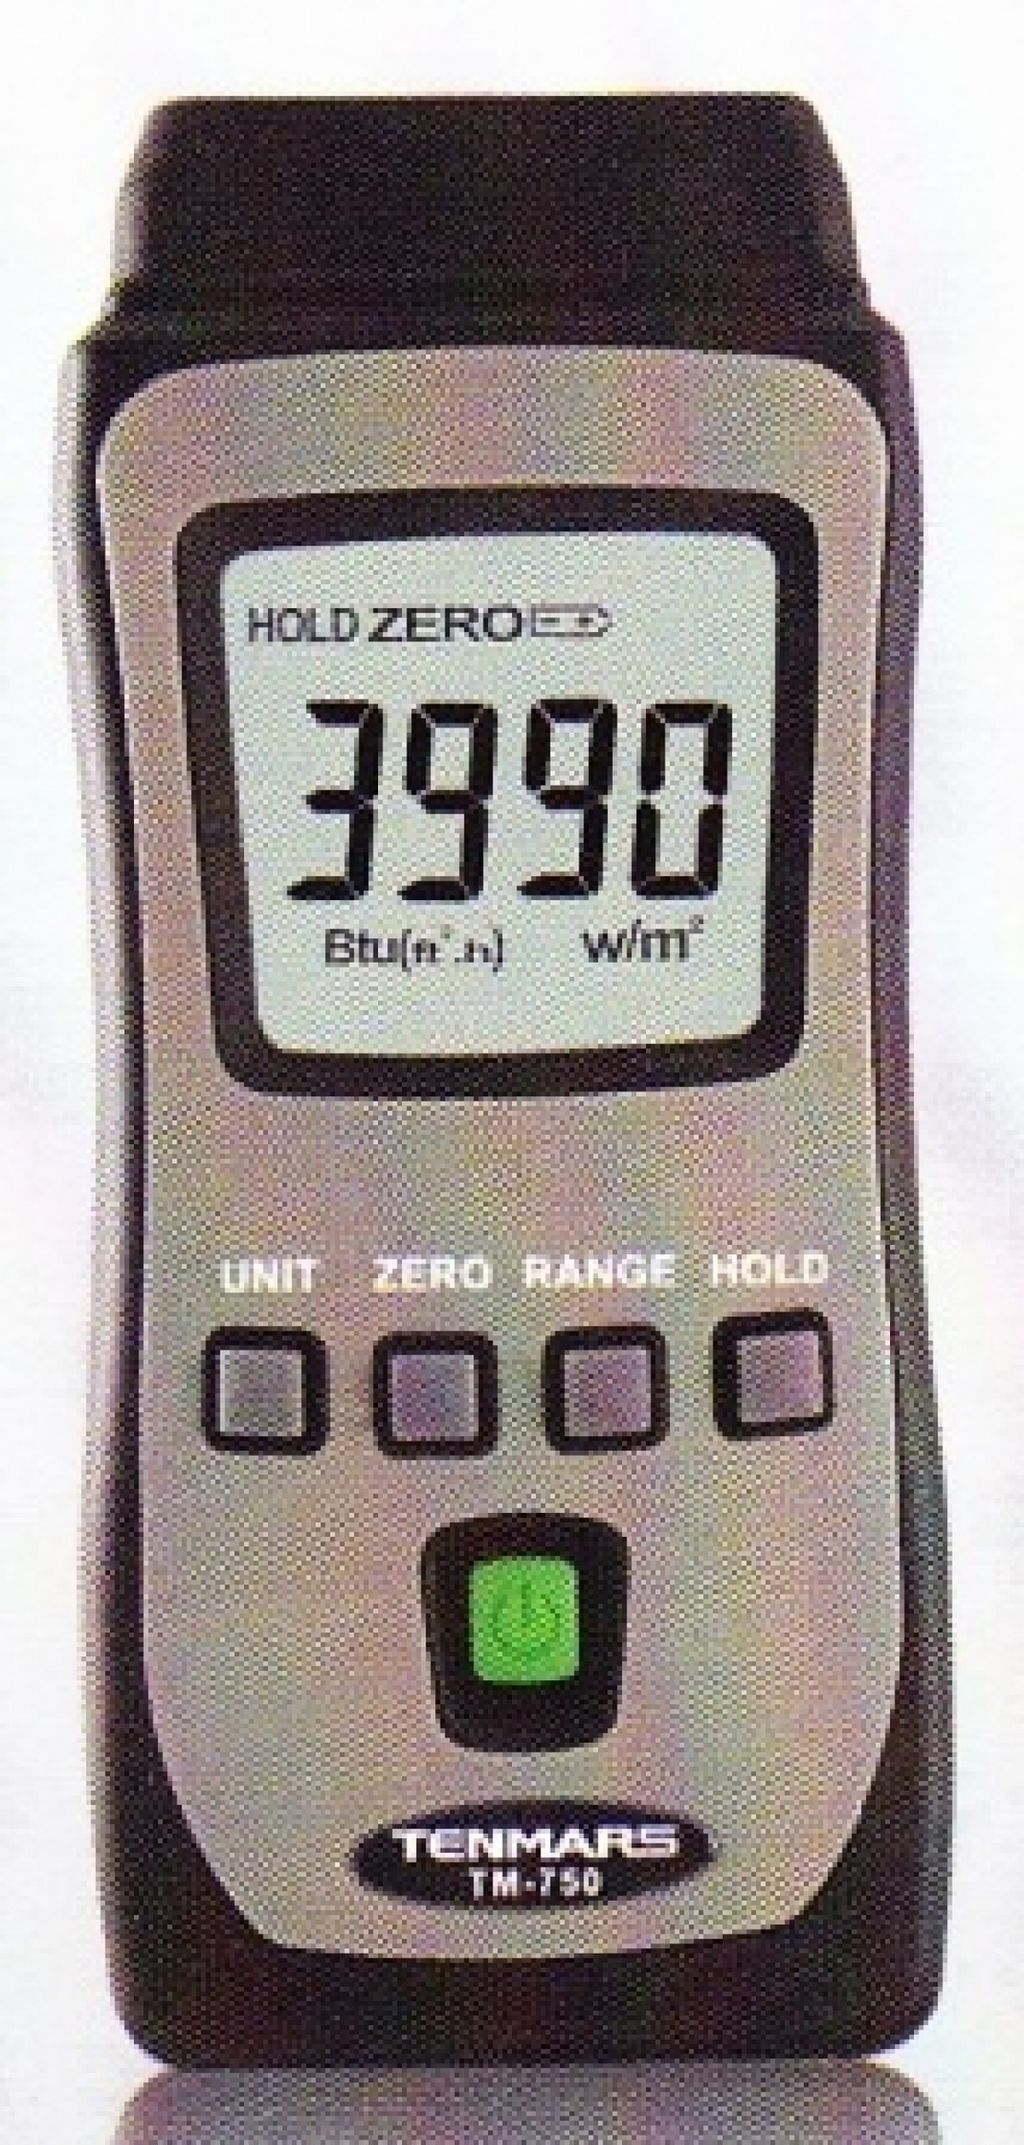 HOLD ZERO
3990
Btu(ft².h) w/m²
UNIT ZERO RANGE HOLD
TENMARS
TM-750